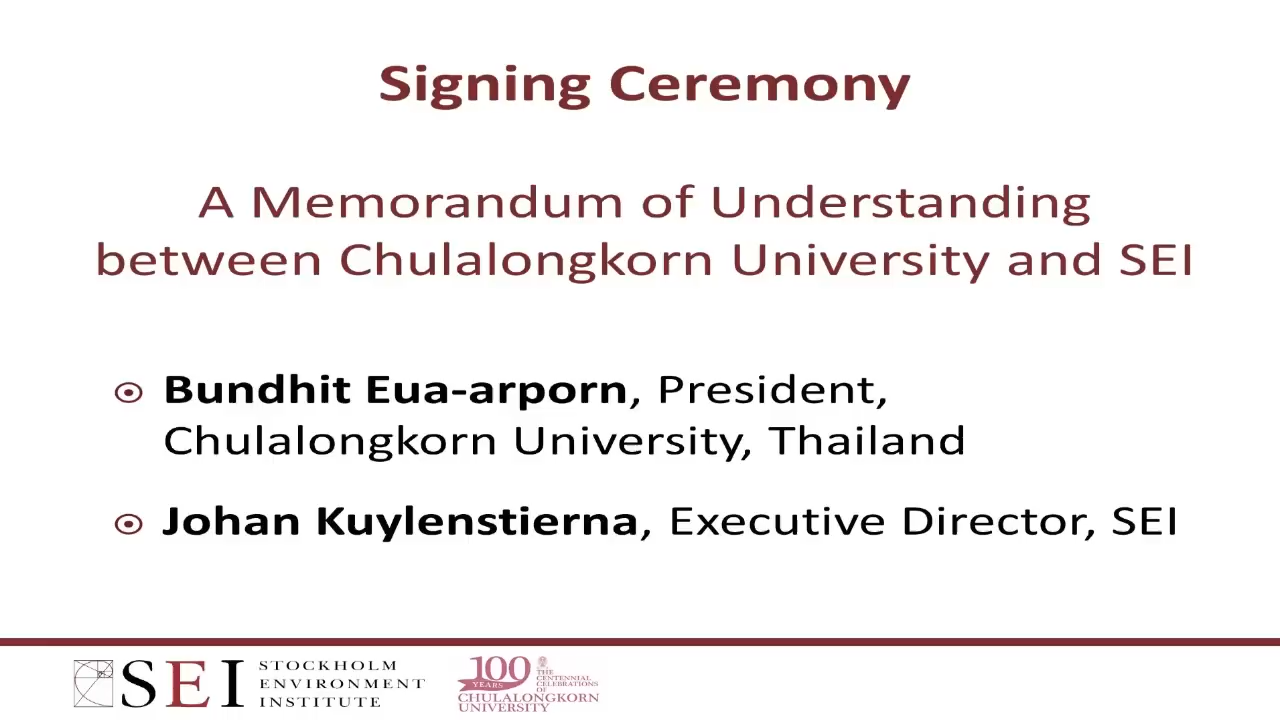 Signing Ceremony
A Memorandum of Understanding
between Chulalongkorn University and SEI
Bundhit Eua-arporn, President,
Chulalongkorn University, Thailand
Johan Kuylenstierna, Executive Director, SEI
SEI
STOCKHOLM
ENVIRONMENT
INSTITUTE
100
YEARS
THE
CENTENNIAL
CELEBRATIONS
OF
CHULALONGKORN
UNIVERSITY